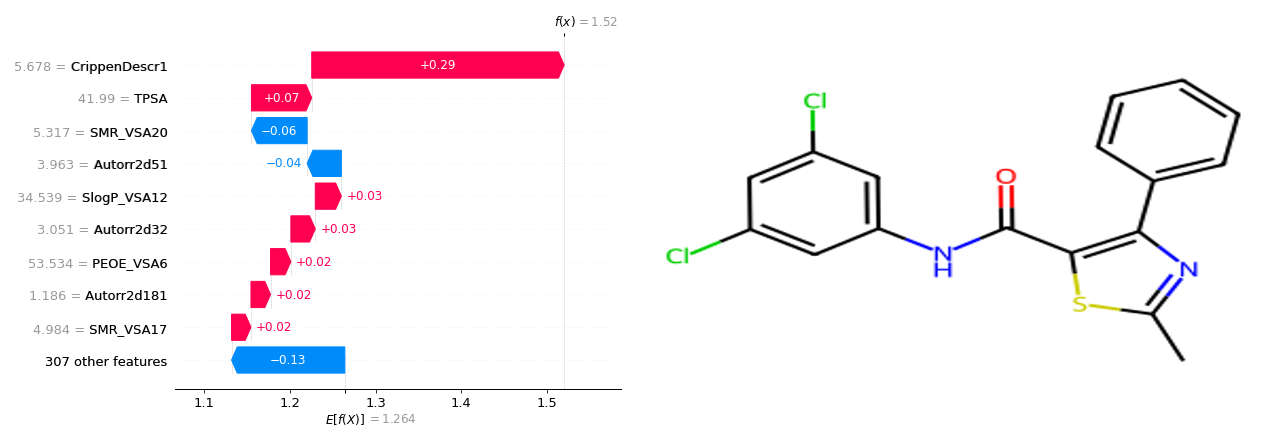 f(x) = 1.52
5.678 = CrippenDescr1
+0.29
41.99 = TPSA
+0.07
5.317 = SMR_VSA20
−0.06
3.963 = Autorr2d51
−0.04
34.539 = SlogP_VSA12
+0.03
3.051 = Autorr2d32
+0.03
53.534 = PEOE_VSA6
+0.02
1.186 = Autorr2d181
+0.02
4.984 = SMR_VSA17
+0.02
307 other features
−0.13
1.1 1.2 1.3 1.4 1.5
E[f(X)] = 1.264
Cl
O
Cl
N
H
N
S